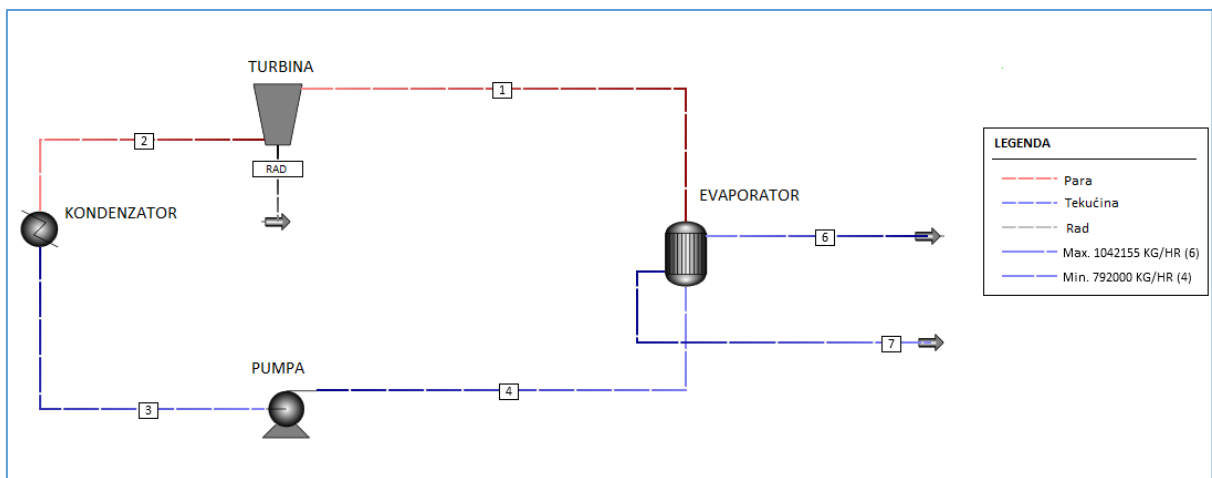 TURBINA
1
2
RAD
KONDENZATOR
EVAPORATOR
6
7
PUMPA
4
3
LEGENDA
Para
Tekućina
Rad
Max. 1042155 KG/HR (6)
Min. 792000 KG/HR (4)